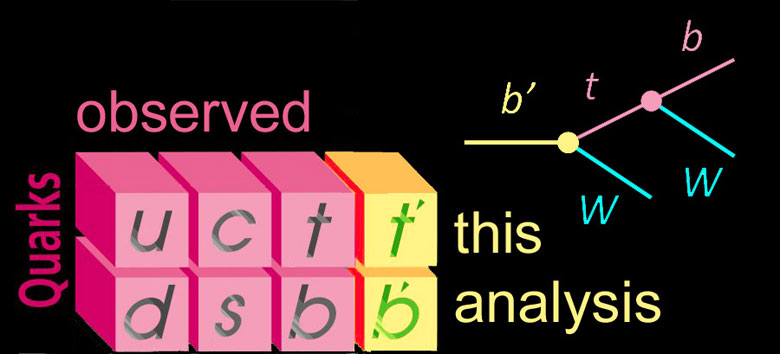 observed
Quarks
u c t t′
d s b b′
this
analysis
b′ t b
W W